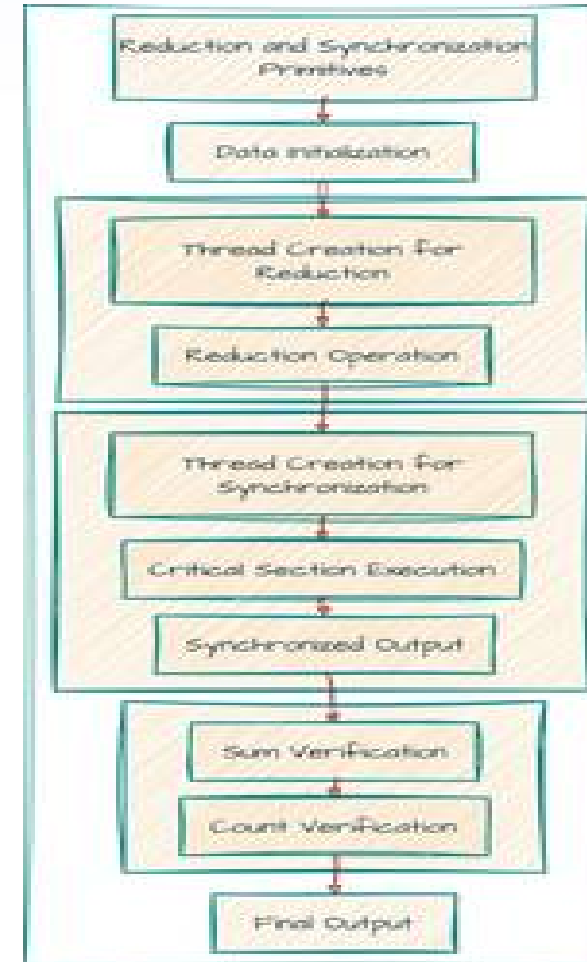 Reduction and Synchronization
Primitives
Data Initialization
Thread Creation for
Reduction
Reduction Operation
Thread Creation for
Synchronization
Critical Section Execution
Synchronized Output
Sum Verification
Count Verification
Final Output